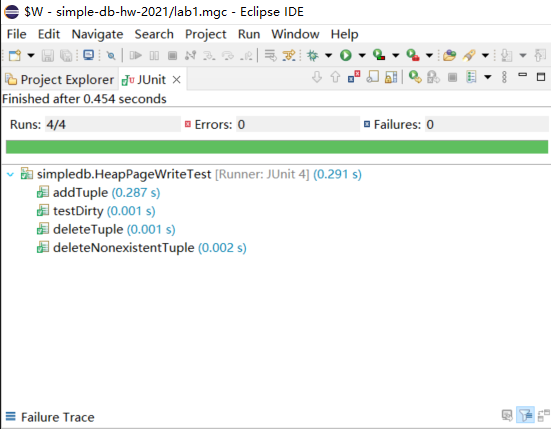 $W - simple-db-hw-2021/lab1.mgc - Eclipse IDE
File Edit Navigate Search Project Run Window Help
Project Explorer JUnit
Finished after 0.454 seconds
Runs: 4/4 Errors: 0 Failures: 0
simpledb.HeapPageWriteTest [Runner: JUnit 4] (0.291 s)
addTuple (0.287 s)
testDirty (0.001 s)
deleteTuple (0.001 s)
deleteNonexistentTuple (0.002 s)
Failure Trace